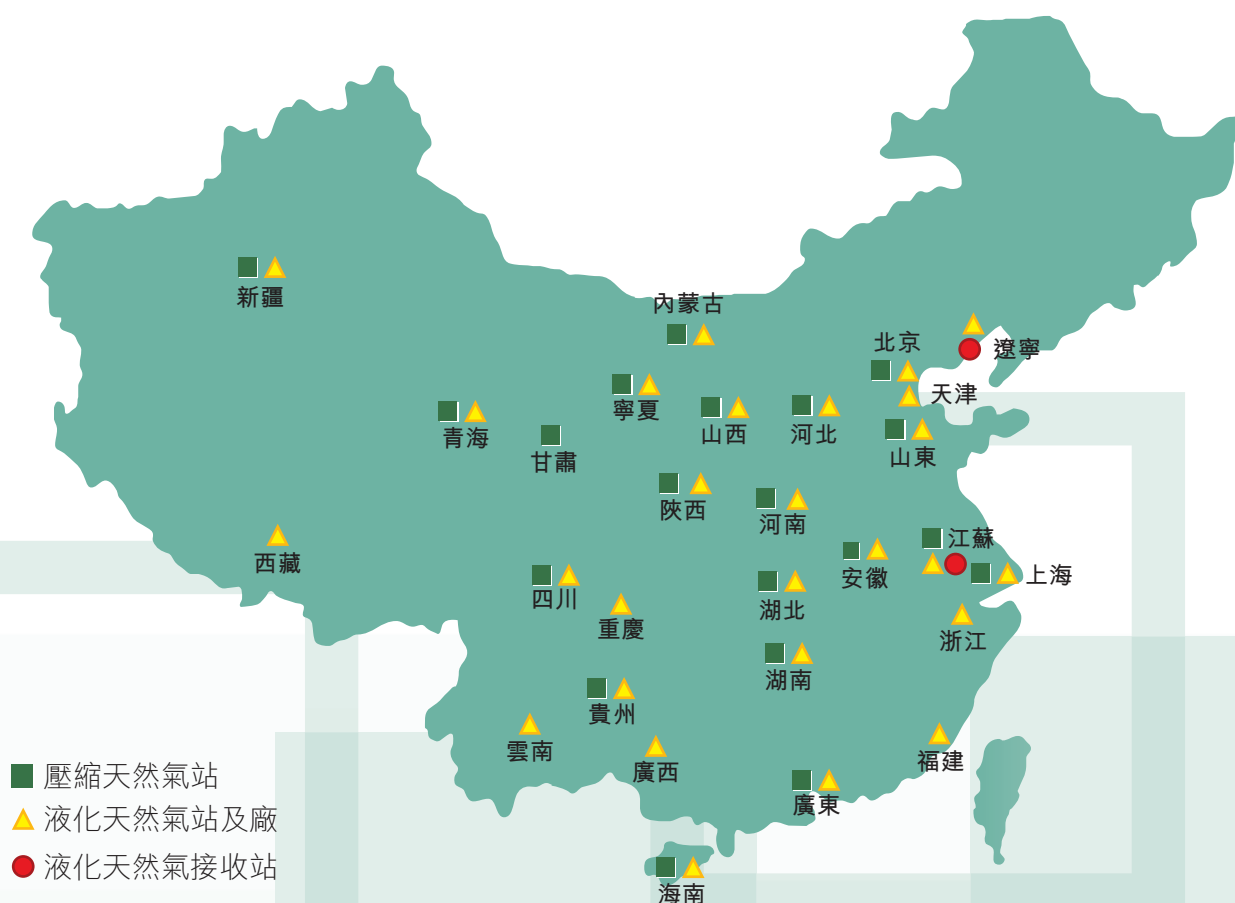 新疆
內蒙古
北京
遼寧
天津
寧夏
青海
甘肅
山西
河北
山東
陝西
河南
江蘇
西藏
安徽
上海
四川
湖北
重慶
浙江
湖南
貴州
雲南
廣西
福建
廣東
海南
壓縮天然氣站
液化天然氣站及廠
液化天然氣接收站